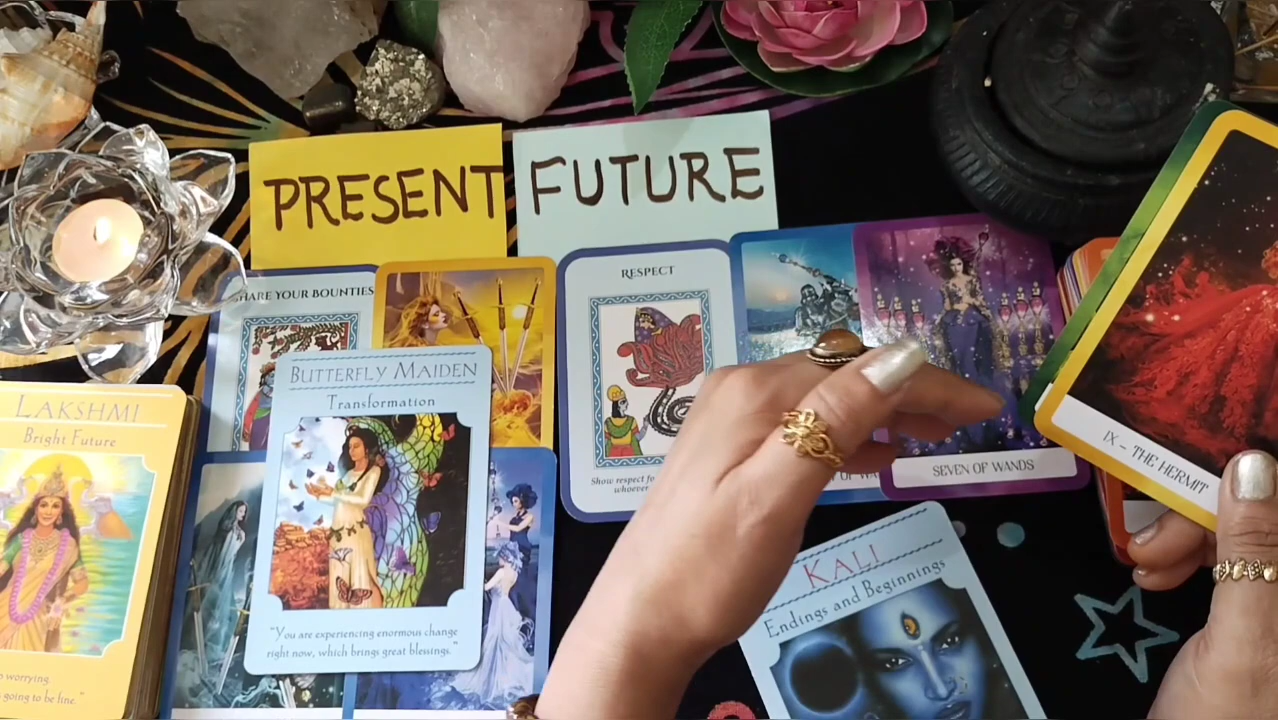 PRESENT
FUTURE
SHARE YOUR BOUNTIES
RESPECT
Show respect
whoever
SEVEN OF WANDS
IX – THE HERMIT
BUTTERFLY MAIDEN
Transformation
"You are experiencing enormous change
right now, which brings great blessings."
LAKSHMI
Bright Future
worrying.
going to be fine."
KALI
Endings and Beginnings